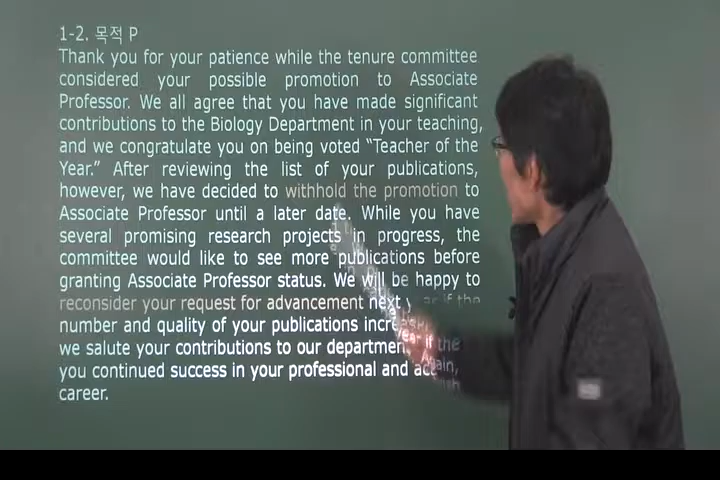 1-2. 목적 P
Thank you for your patience while the tenure committee
considered your possible promotion to Associate
Professor. We all agree that you have made significant
contributions to the Biology Department in your teaching,
and we congratulate you on being voted “Teacher of the
Year.” After reviewing the list of your publications,
however, we have decided to withhold the promotion to
Associate Professor until a later date. While you have
several promising research projects in progress, the
committee would like to see more publications before
granting Associate Professor status. We will be happy to
reconsider your request for advancement next if the
number and quality of your publications
we salute your contributions to our department.
you continued success in your professional and
career.